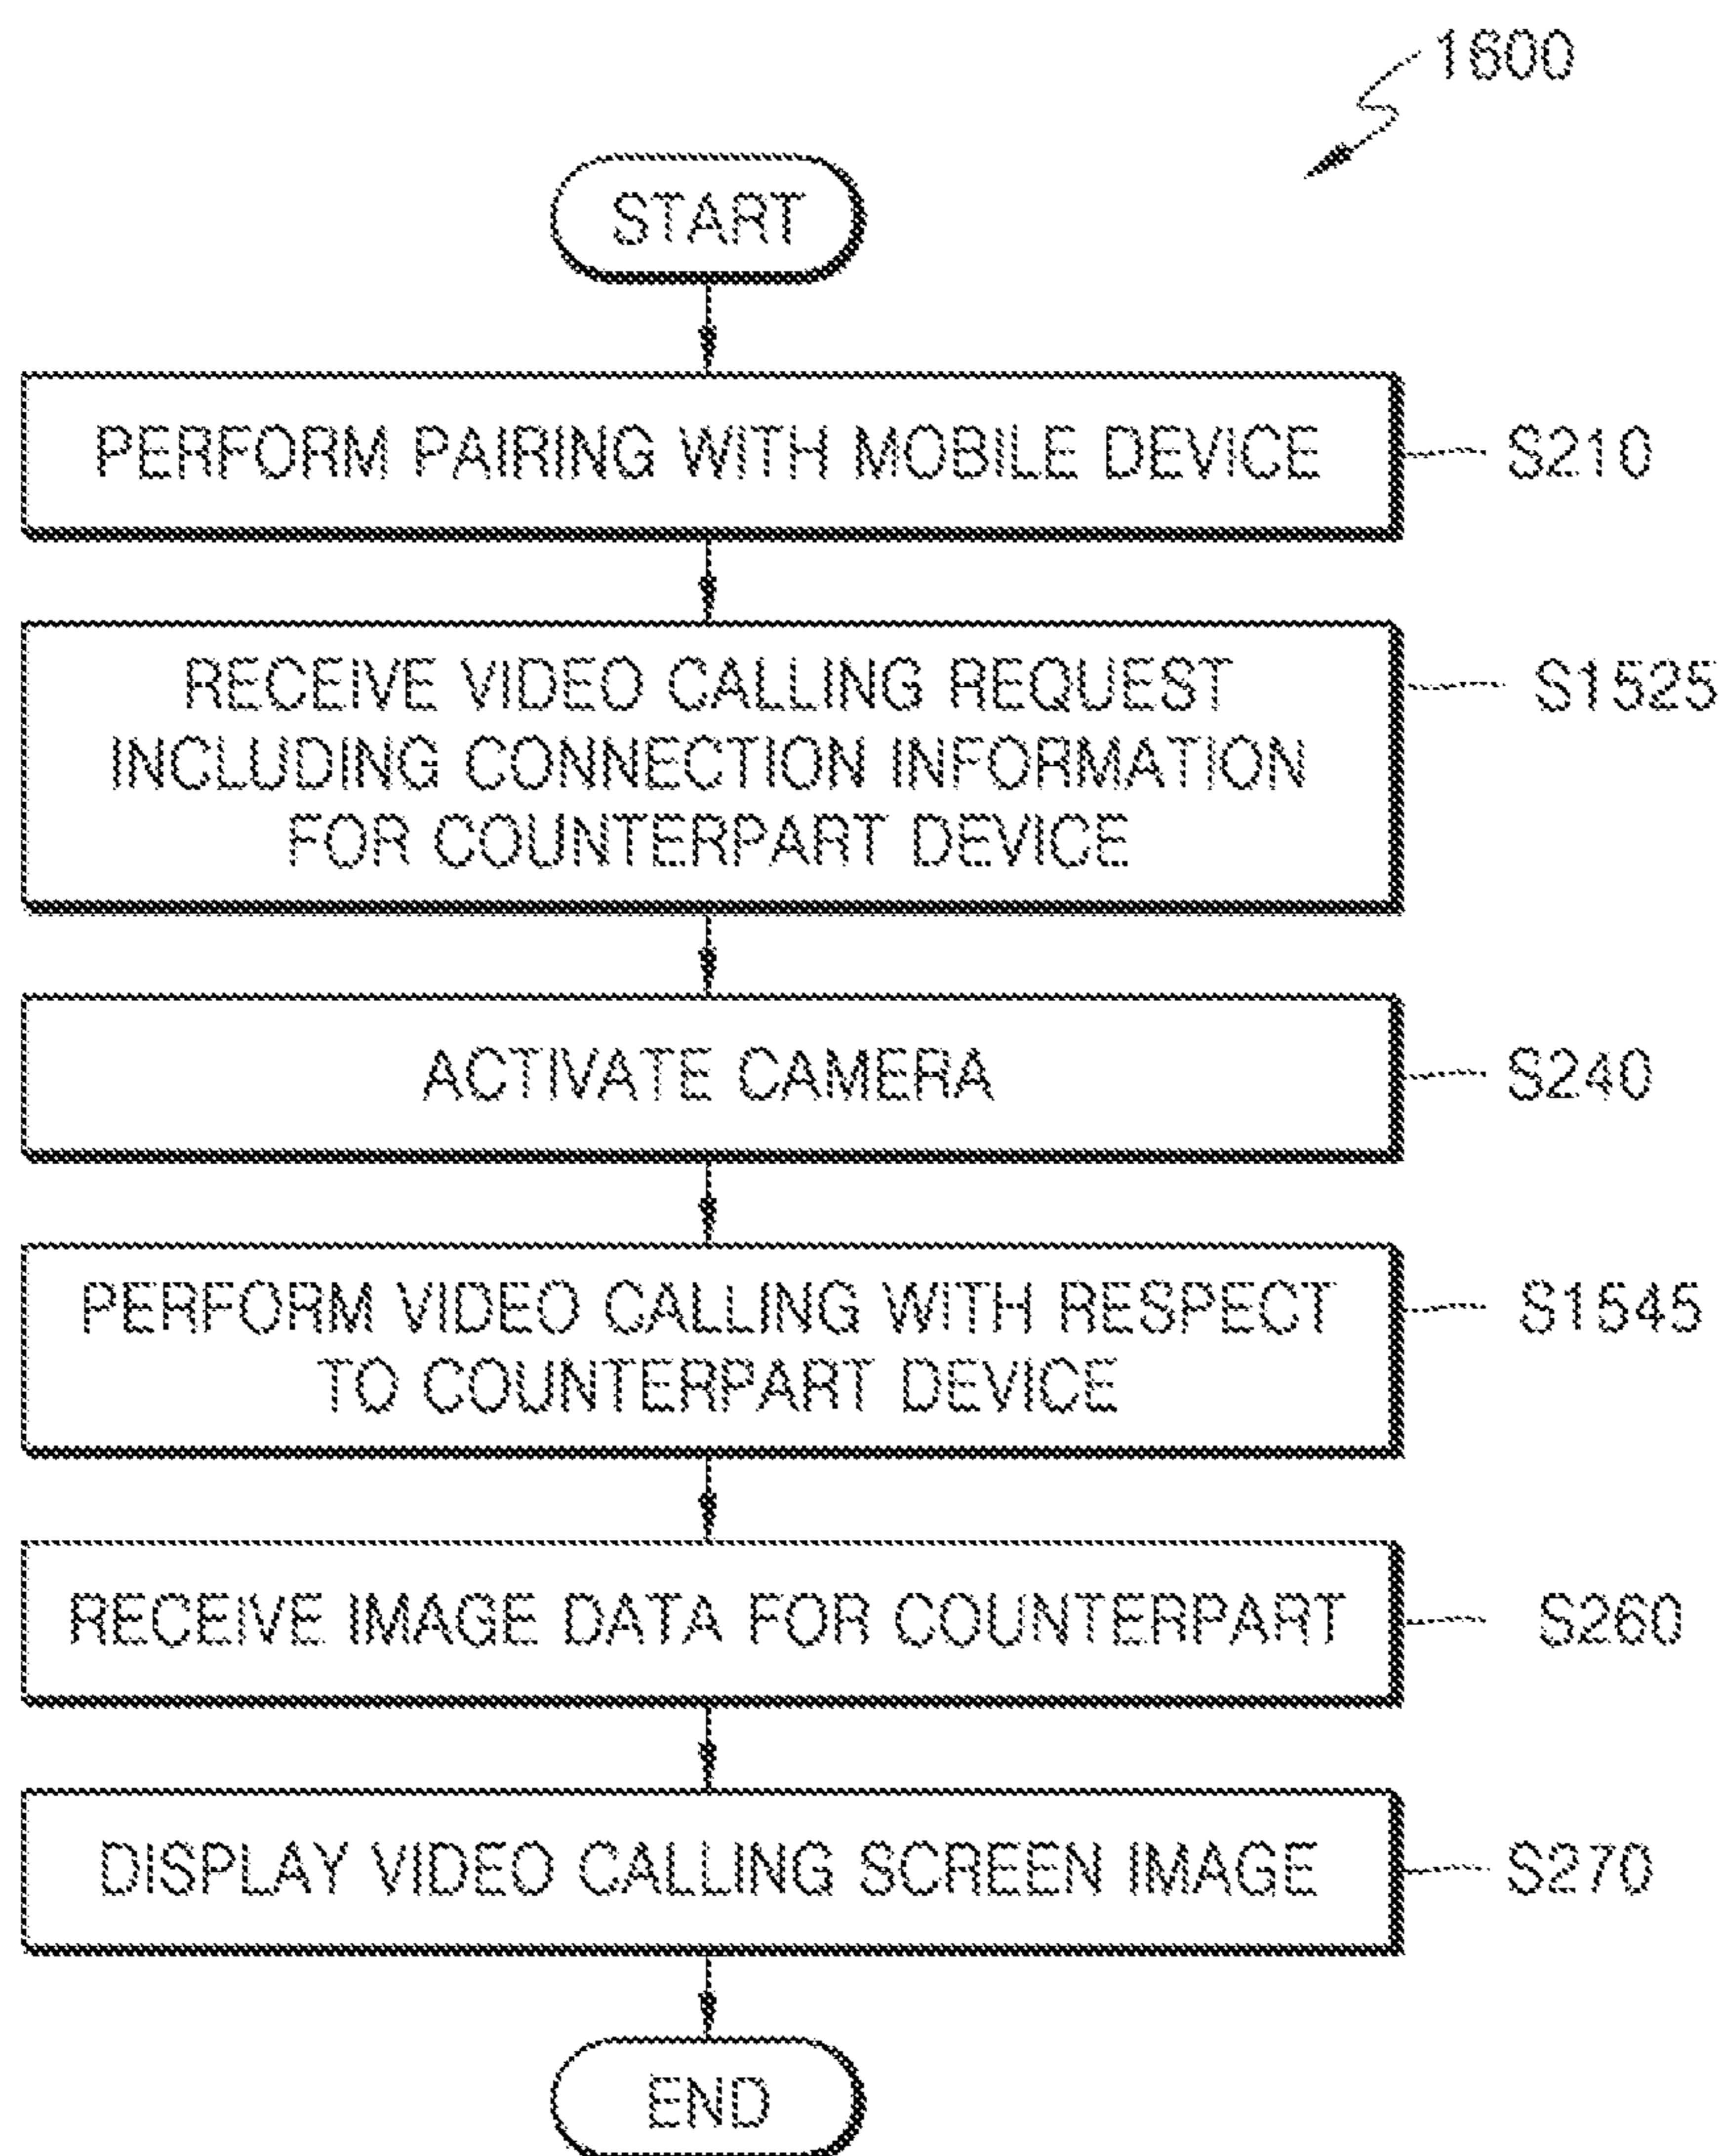 1600
START
PERFORM PAIRING WITH MOBILE DEVICE
S210
RECEIVE VIDEO CALLING REQUEST
INCLUDING CONNECTION INFORMATION
FOR COUNTERPART DEVICE
S1525
ACTIVATE CAMERA
S240
PERFORM VIDEO CALLING WITH RESPECT
TO COUNTERPART DEVICE
S1545
RECEIVE IMAGE DATA FOR COUNTERPART
S260
DISPLAY VIDEO CALLING SCREEN IMAGE
S270
END